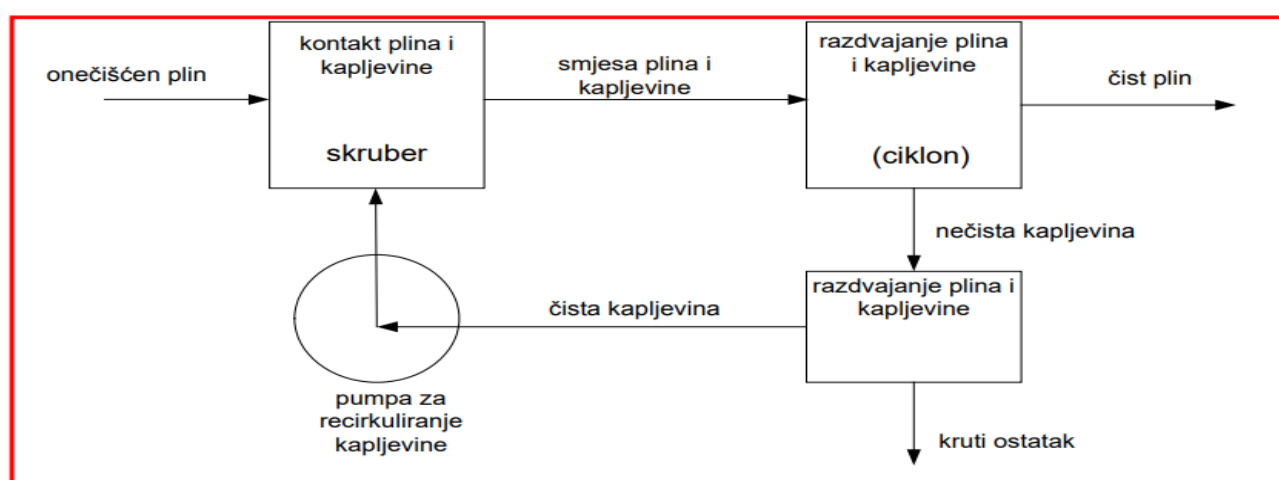 onečišćen plin
kontakt plina i
kapljevine
skruber
smjesa plina i
kapljevine
razdvajanje plina
i kapljevine
(ciklon)
čist plin
nečista kapljevina
razdvajanje plina i
kapljevine
čista kapljevina
pumpa za
recirkuliranje
kapljevine
kruti ostatak